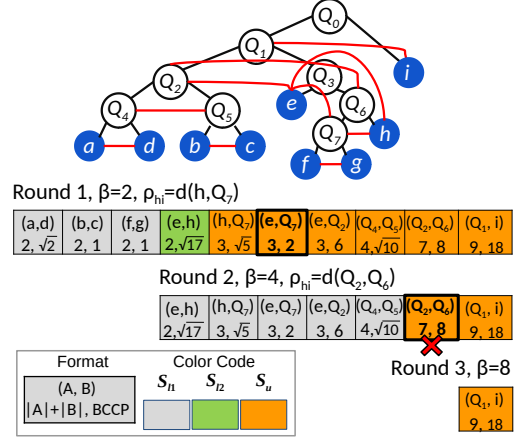 Q₀
Q₁
Q₂ Q₃ i
Q₄ Q₅ e Q₆
Q₇ h
a d b c
f g
Round 1, β=2, ρₕᵢ=d(h,Q₇)
(a,d) (b,c) (f,g) (e,h) (h,Q₇) (e,Q₇) (e,Q₂) (Q₄,Q₅) (Q₂,Q₆) (Q₁, i)
2, √2 2, 1 2, 1 2,√17 3, √5 3, 2 3, 6 4,√10 7, 8 9, 18
Round 2, β=4, ρₕᵢ=d(Q₂,Q₆)
(e,h) (h,Q₇) (e,Q₇) (e,Q₂) (Q₄,Q₅) (Q₂,Q₆) (Q₁, i)
2,√17 3, √5 3, 2 3, 6 4,√10 7, 8 9, 18
Round 3, β=8
(Q₁, i)
9, 18
Format Color Code
(A, B)
|A|+|B|, BCCP
Sₗ₁ Sₗ₂ Sᵤ